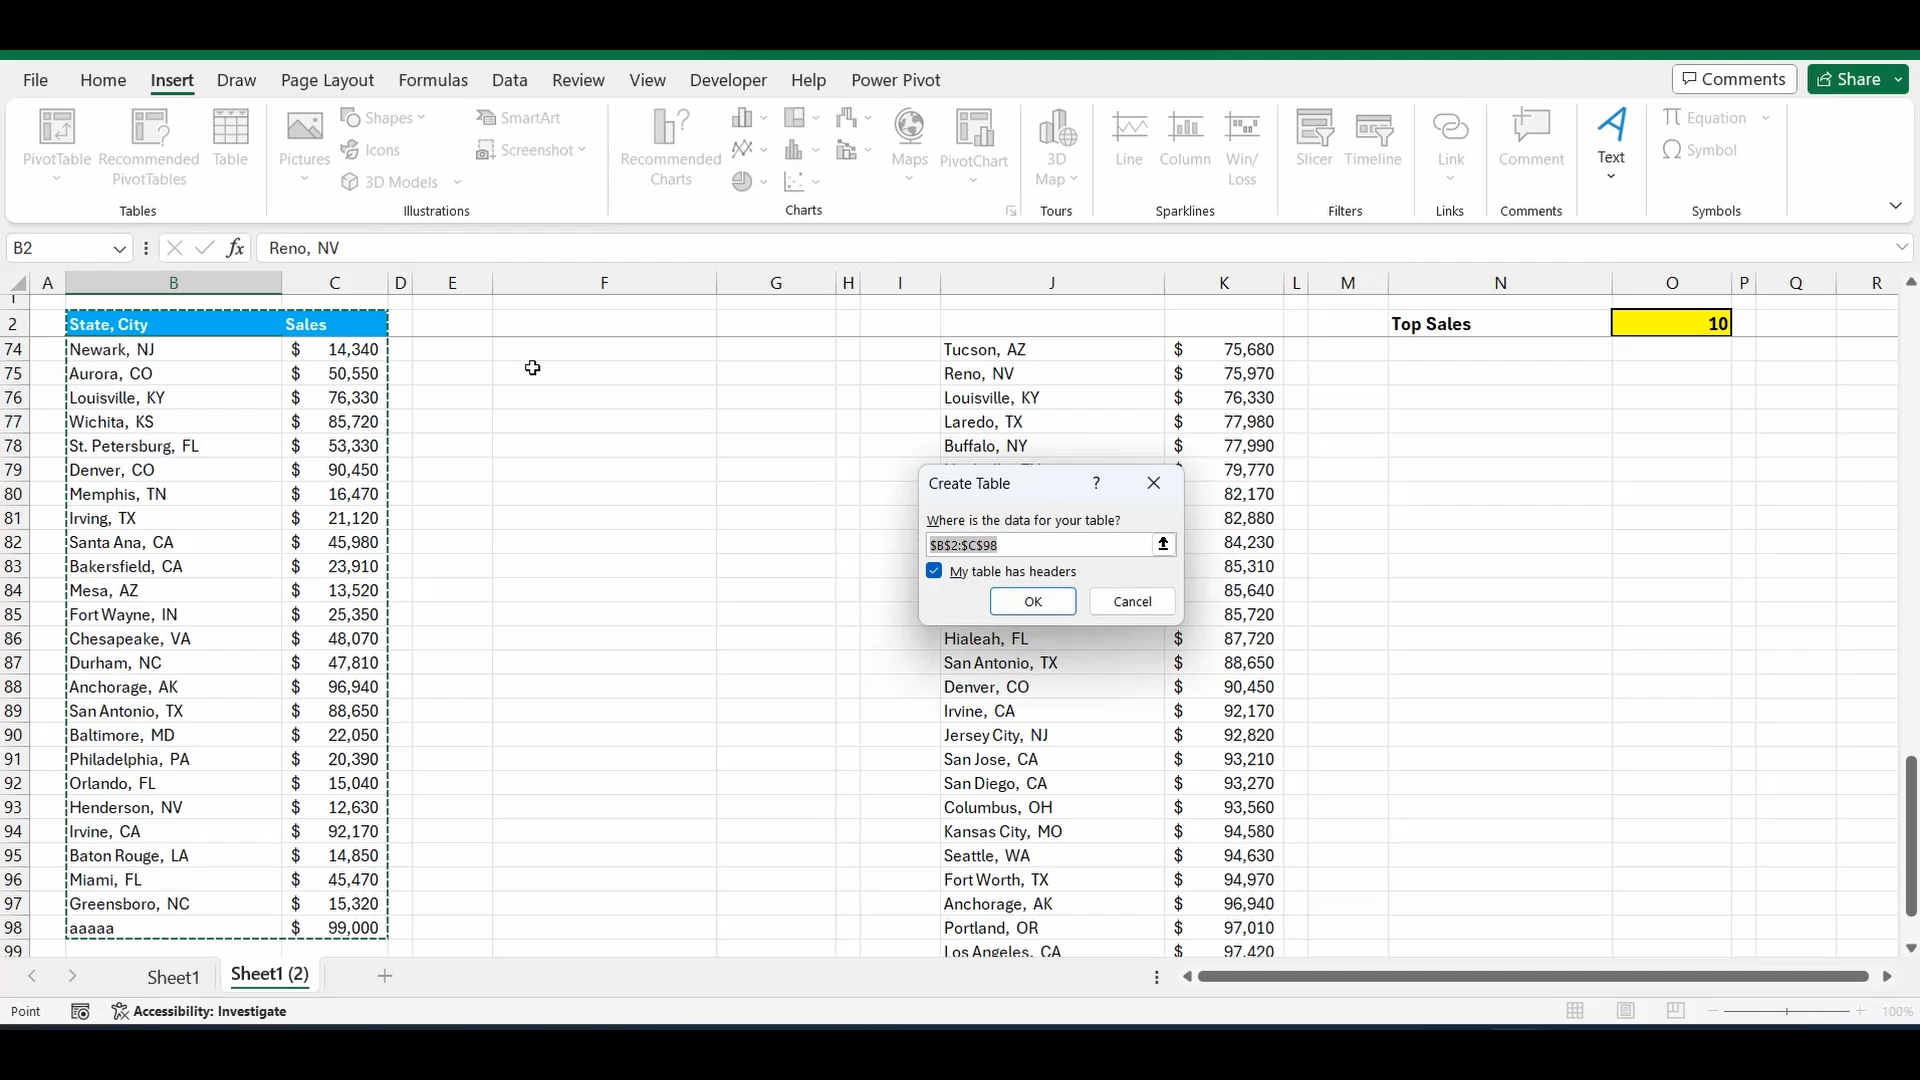 File Home Insert Draw Page Layout Formulas Data Review View Developer Help Power Pivot Comments Share
PivotTable Recommended PivotTables Table
Tables
Pictures Shapes Icons 3D Models SmartArt Screenshot
Illustrations
Recommended Charts Maps PivotChart
Charts
3D Map
Tours
Line Column Win/Loss
Sparklines
Slicer Timeline
Filters
Link
Links
Comment
Comments
Text
Equation
Symbol
Symbols
B2 fx Reno, NV
A B C D E F G H I J K L M N O P Q R
2 State, City Sales Top Sales 10
74 Newark, NJ $ 14,340 Tucson, AZ $ 75,680
75 Aurora, CO $ 50,550 Reno, NV $ 75,970
76 Louisville, KY $ 76,330 Louisville, KY $ 76,330
77 Wichita, KS $ 85,720 Laredo, TX $ 77,980
78 St. Petersburg, FL $ 53,330 Buffalo, NY $ 77,990
79 Denver, CO $ 90,450 79,770
80 Memphis, TN $ 16,470 82,170
81 Irving, TX $ 21,120 82,880
82 Santa Ana, CA $ 45,980 84,230
83 Bakersfield, CA $ 23,910 85,310
84 Mesa, AZ $ 13,520 85,640
85 Fort Wayne, IN $ 25,350 85,720
86 Chesapeake, VA $ 48,070 Hialeah, FL $ 87,720
87 Durham, NC $ 47,810 San Antonio, TX $ 88,650
88 Anchorage, AK $ 96,940 Denver, CO $ 90,450
89 San Antonio, TX $ 88,650 Irvine, CA $ 92,170
90 Baltimore, MD $ 22,050 Jersey City, NJ $ 92,820
91 Philadelphia, PA $ 20,390 San Jose, CA $ 93,210
92 Orlando, FL $ 15,040 San Diego, CA $ 93,270
93 Henderson, NV $ 12,630 Columbus, OH $ 93,560
94 Irvine, CA $ 92,170 Kansas City, MO $ 94,580
95 Baton Rouge, LA $ 14,850 Seattle, WA $ 94,630
96 Miami, FL $ 45,470 Fort Worth, TX $ 94,970
97 Greensboro, NC $ 15,320 Anchorage, AK $ 96,940
98 aaaaa $ 99,000 Portland, OR $ 97,010
99 Los Angeles, CA $ 97,420
Create Table ?
Where is the data for your table?
$B$2:$C$98
My table has headers
OK Cancel
Sheet1 Sheet1 (2)
Point Accessibility: Investigate 100%